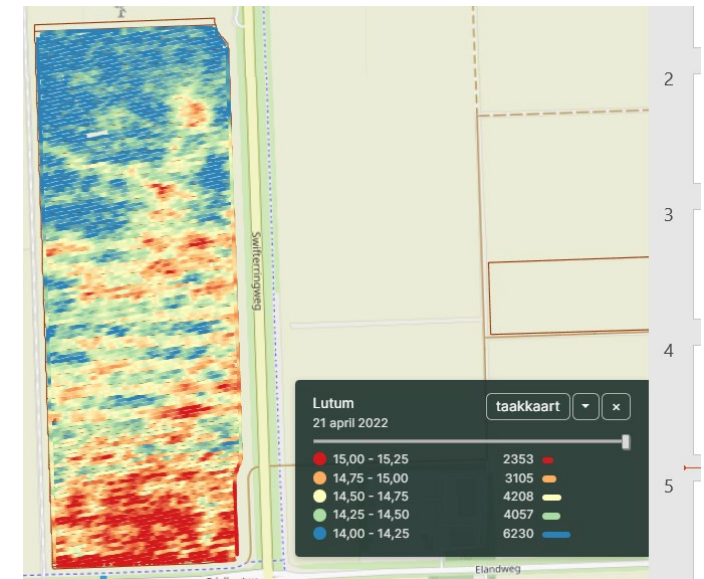 2
3
Swifterringweg
4
Lutum
taakkaart
×
21 april 2022
15,00 - 15,25 2353
14,75 - 15,00 3105
14,50 - 14,75 4208
14,25 - 14,50 4057
14,00 - 14,25 6230
5
Elandweg